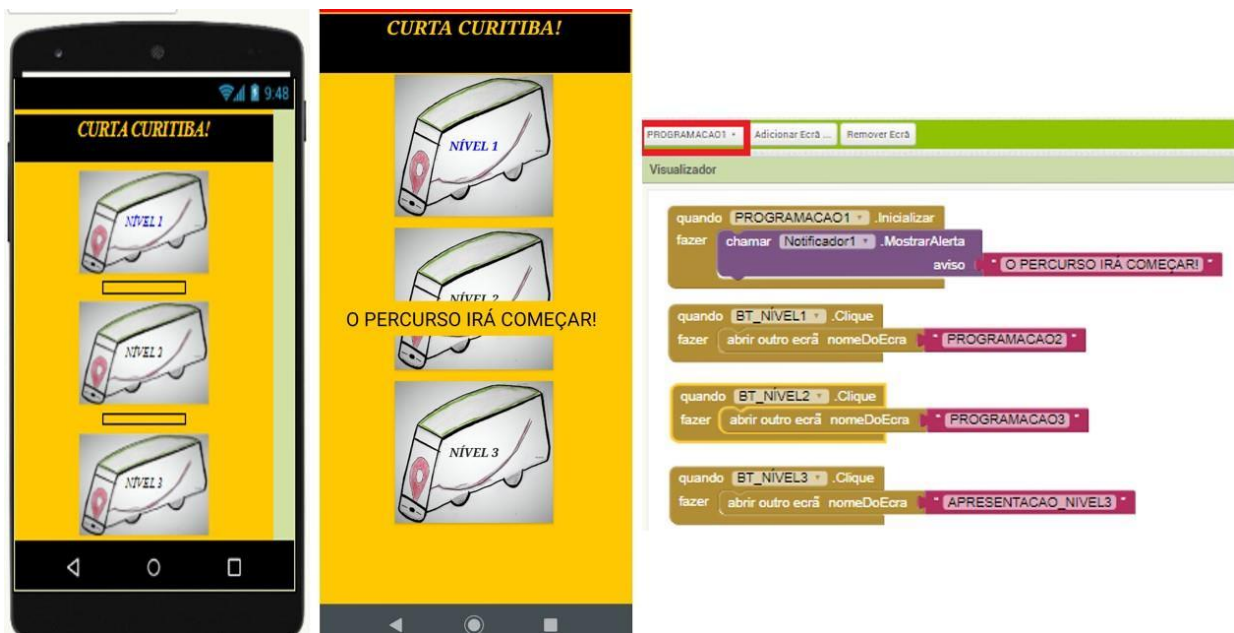 9:48
CURTA CURITIBA!
NÍVEL 1
NÍVEL 2
NÍVEL 3
CURTA CURITIBA!
NÍVEL 1
NÍVEL 2
O PERCURSO IRÁ COMEÇAR!
NÍVEL 3
PROGRAMACAO1 Adicionar Ecrã ... Remover Ecrã
Visualizador
quando PROGRAMACAO1 .Inicializar
fazer chamar Notificador1 .MostrarAlerta
aviso " O PERCURSO IRÁ COMEÇAR! "
quando BT_NÍVEL1 .Clique
fazer abrir outro ecrã nomeDoEcra " PROGRAMACAO2 "
quando BT_NÍVEL2 .Clique
fazer abrir outro ecrã nomeDoEcra " PROGRAMACAO3 "
quando BT_NÍVEL3 .Clique
fazer abrir outro ecrã nomeDoEcra " APRESENTACAO_NIVEL3 "